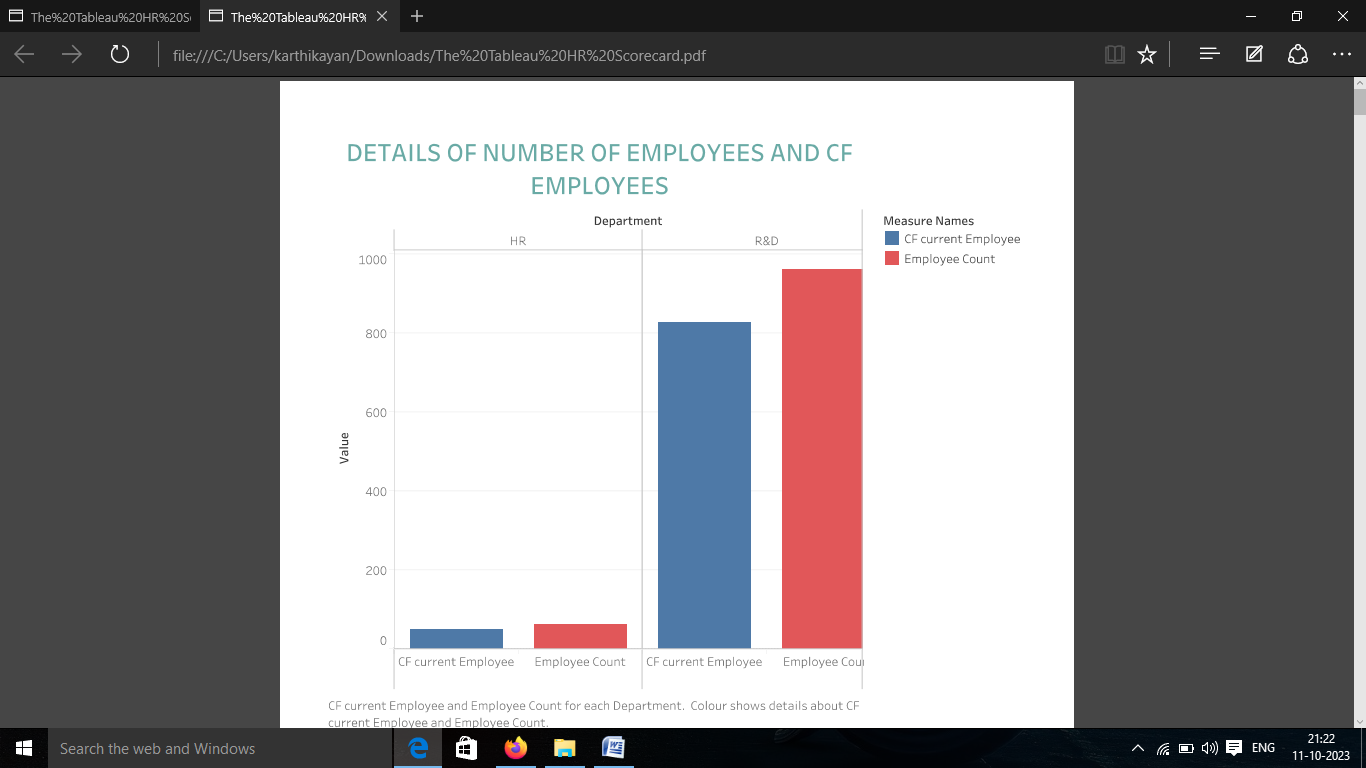 The%20Tableau%20HR%20S
The%20Tableau%20HR%
file:///C:/Users/karthikayan/Downloads/The%20Tableau%20HR%20Scorecard.pdf
DETAILS OF NUMBER OF EMPLOYEES AND CF
EMPLOYEES
Department
HR
R&D
Measure Names
CF current Employee
Employee Count
1000
800
600
400
200
0
Value
CF current Employee
Employee Count
CF current Employee
Employee Cou
CF current Employee and Employee Count for each Department.  Colour shows details about CF
current Employee and Employee Count.
Search the web and Windows
ENG
21:22
11-10-2023